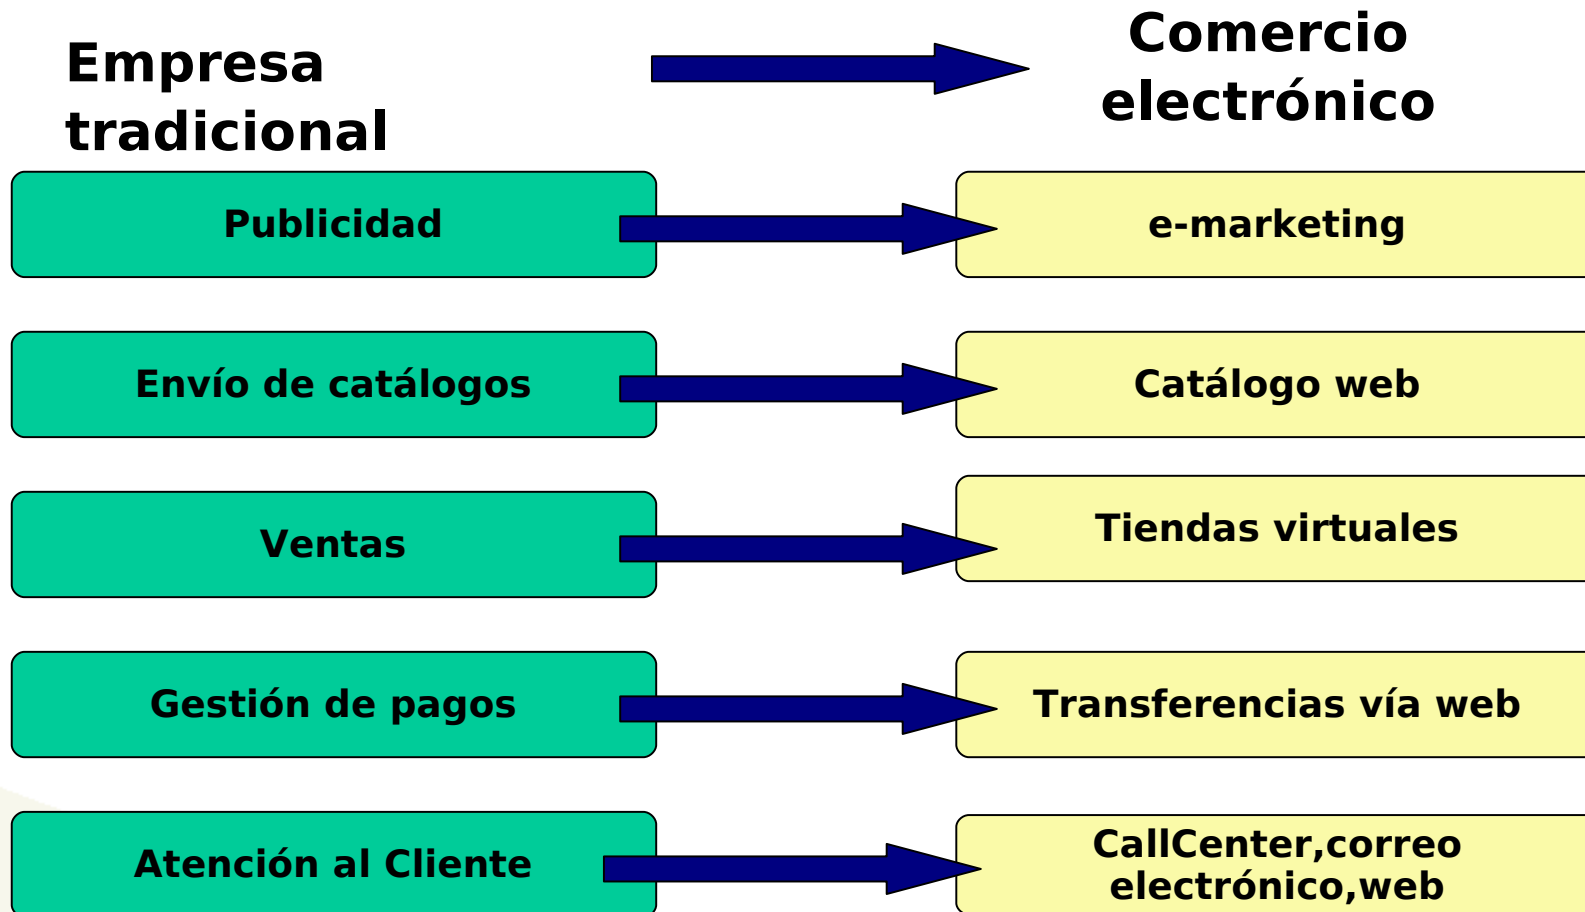 Empresa
tradicional
Comercio
electrónico
Publicidad
e-marketing
Envío de catálogos
Catálogo web
Ventas
Tiendas virtuales
Gestión de pagos
Transferencias vía web
Atención al Cliente
CallCenter,correo
electrónico,web